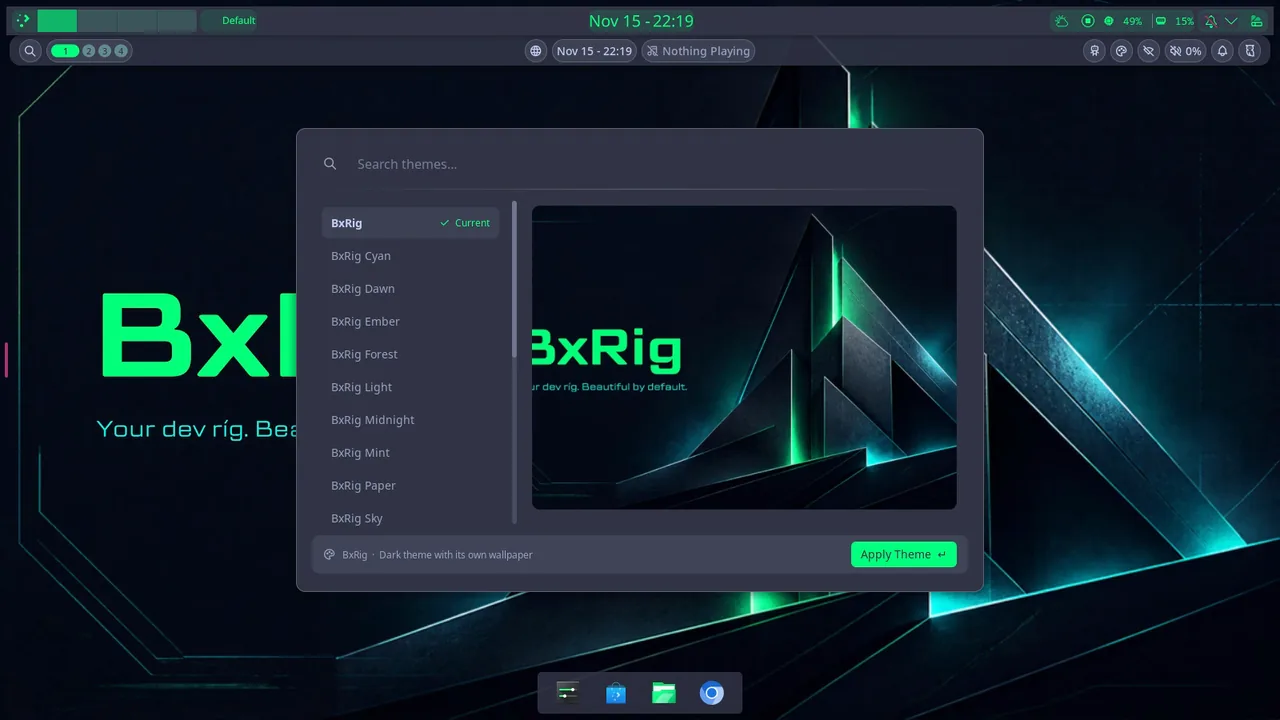 Default
Nov 15 - 22:19
49%
15%
1 2 3 4
Nov 15 - 22:19
Nothing Playing
0%
Search themes...
BxRig
Current
BxRig Cyan
BxRig Dawn
BxRig Ember
BxRig Forest
BxRig Light
BxRig Midnight
BxRig Mint
BxRig Paper
BxRig Sky
BxRig
ur dev ríg. Beautiful by default.
BxRig · Dark theme with its own wallpaper
Apply Theme ↵
Bx
Your dev ríg. Bea